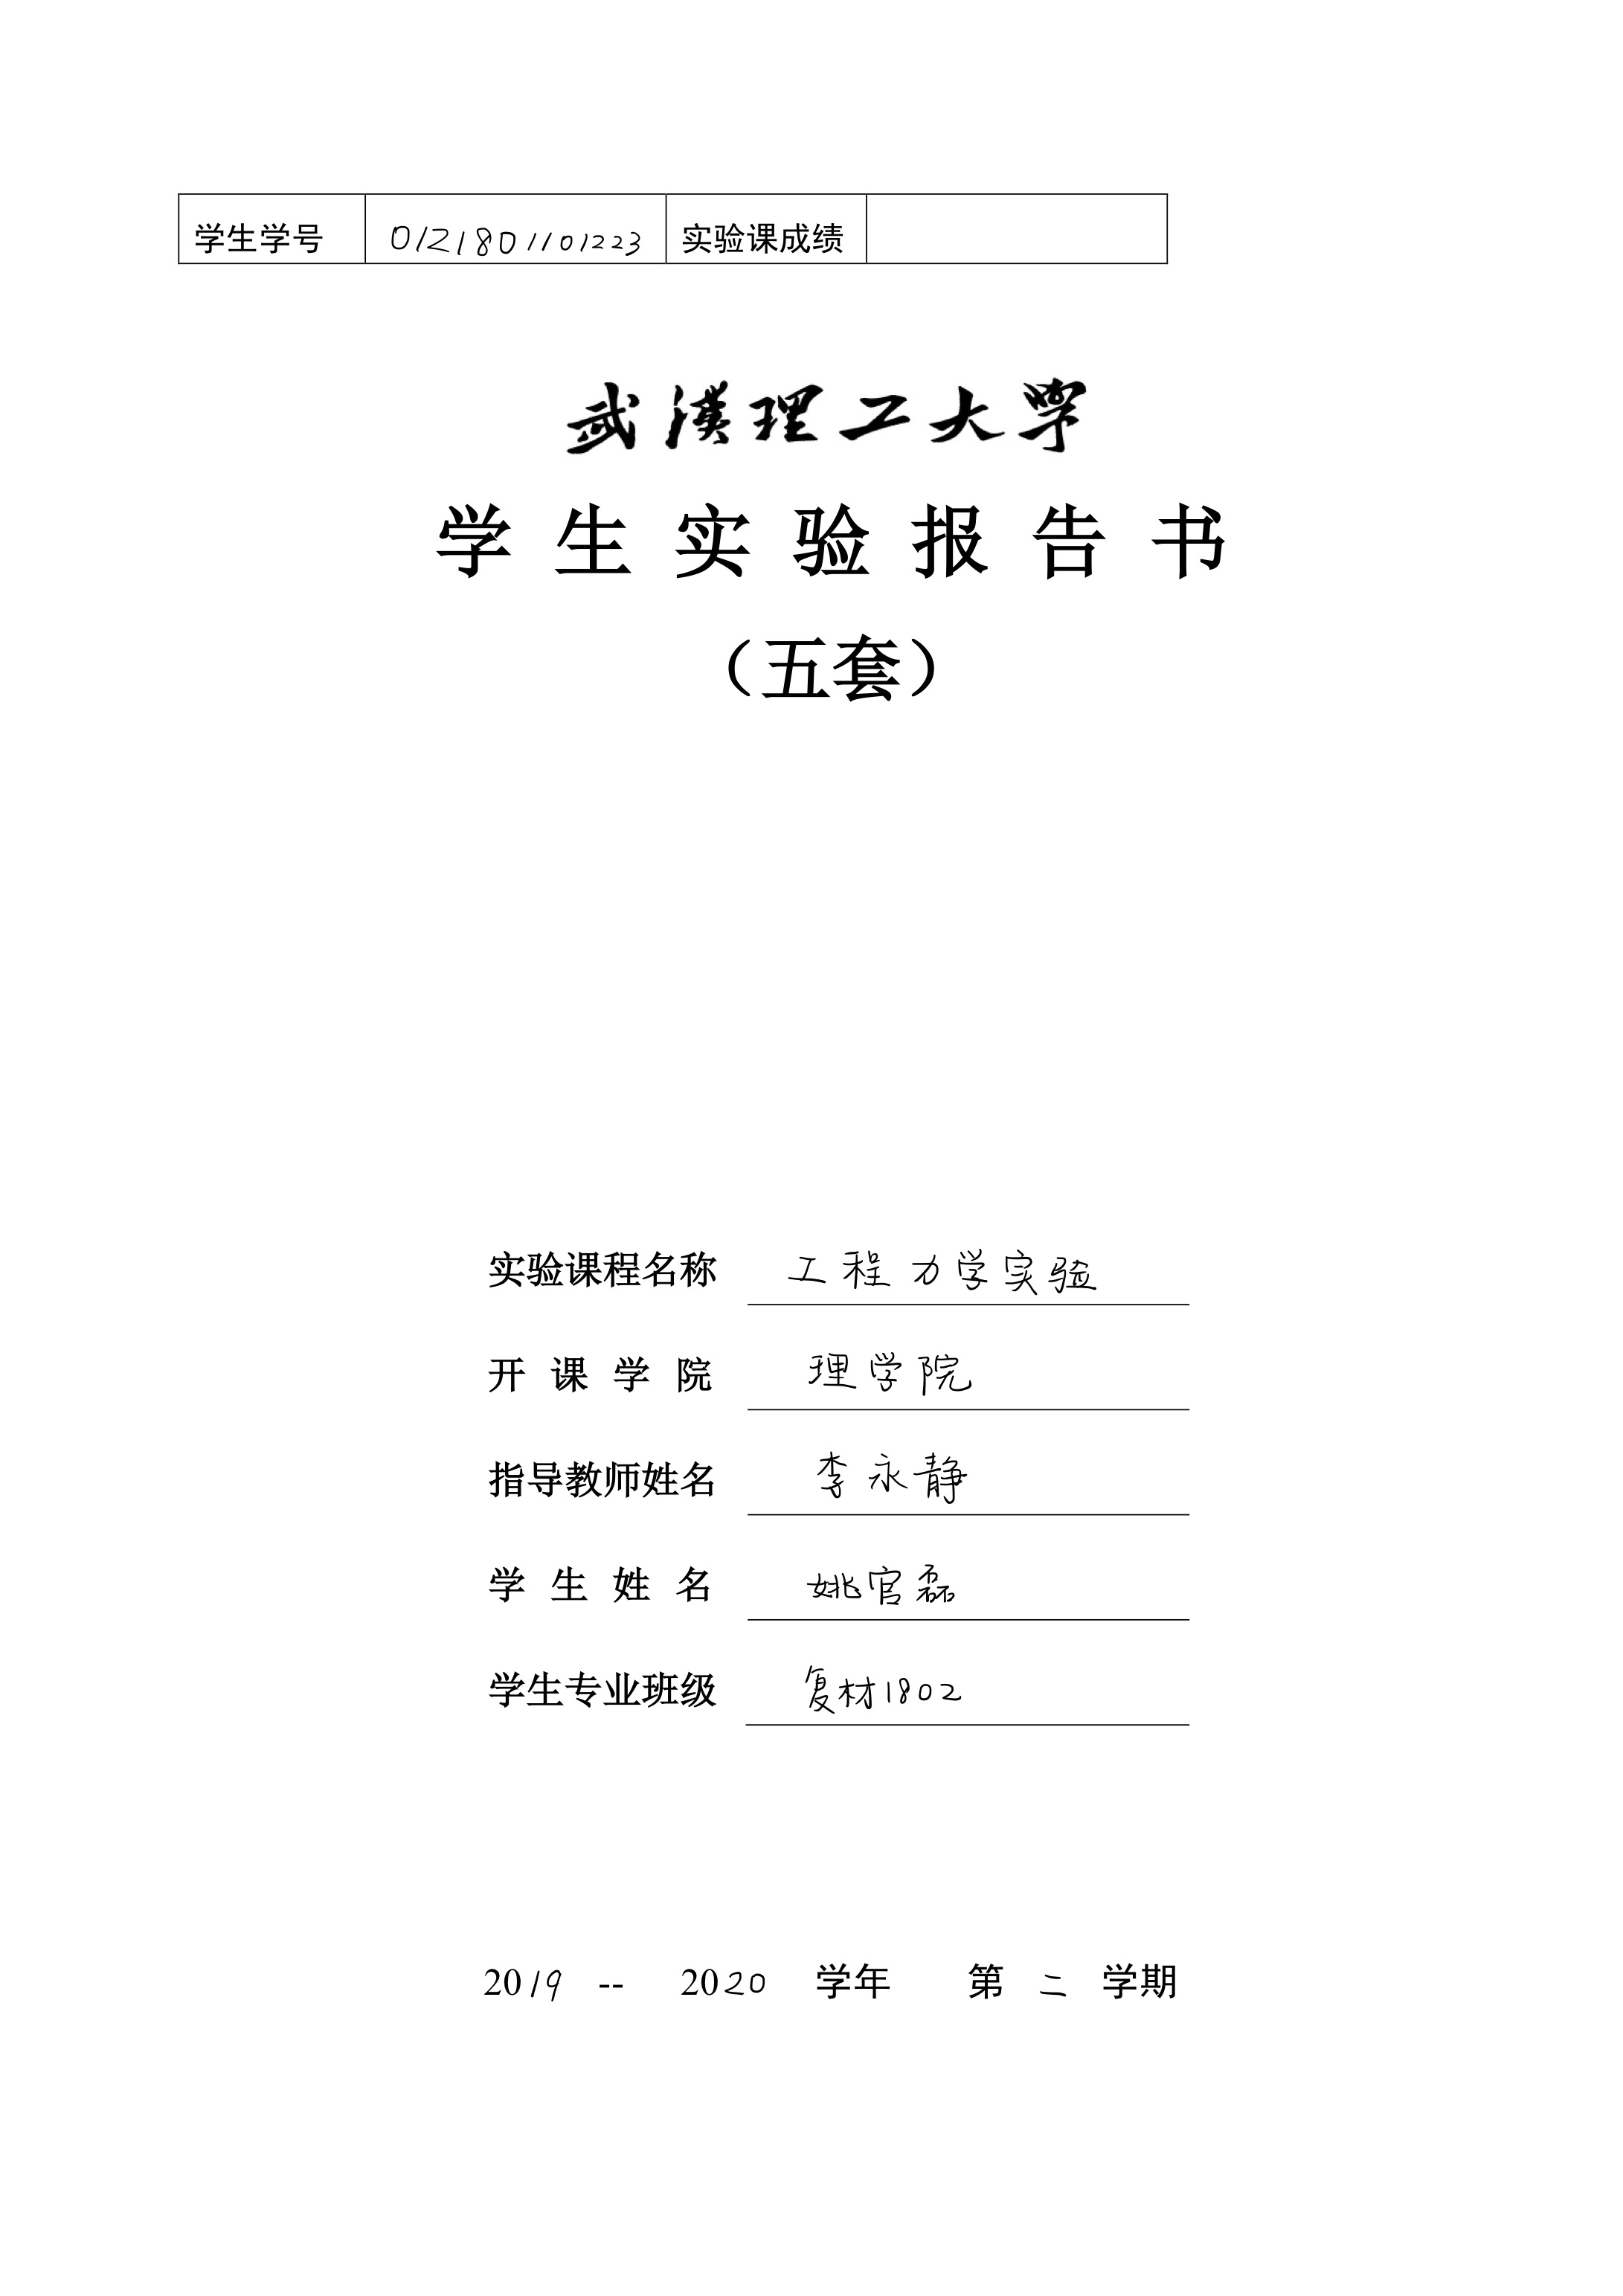 学生学号 0121801101223 实验课成绩
武漢理工大學
学生实验报告书
（五套）
实验课程名称 工程力学实验
开课学院 理学院
指导教师姓名 李永静
学生姓名 姚官磊
学生专业班级 复材1802
2019 -- 2020 学年 第二学期